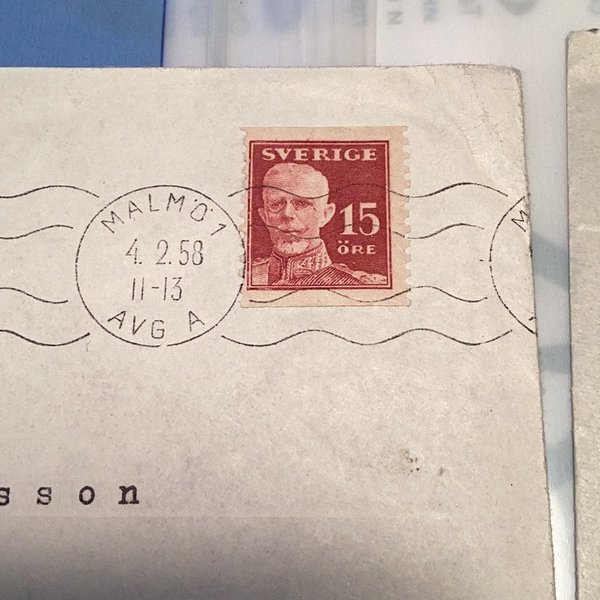 SVERIGE
15
ÖRE
MALMÖ 1
4. 2. 58
11-13
AVG A
M
sson